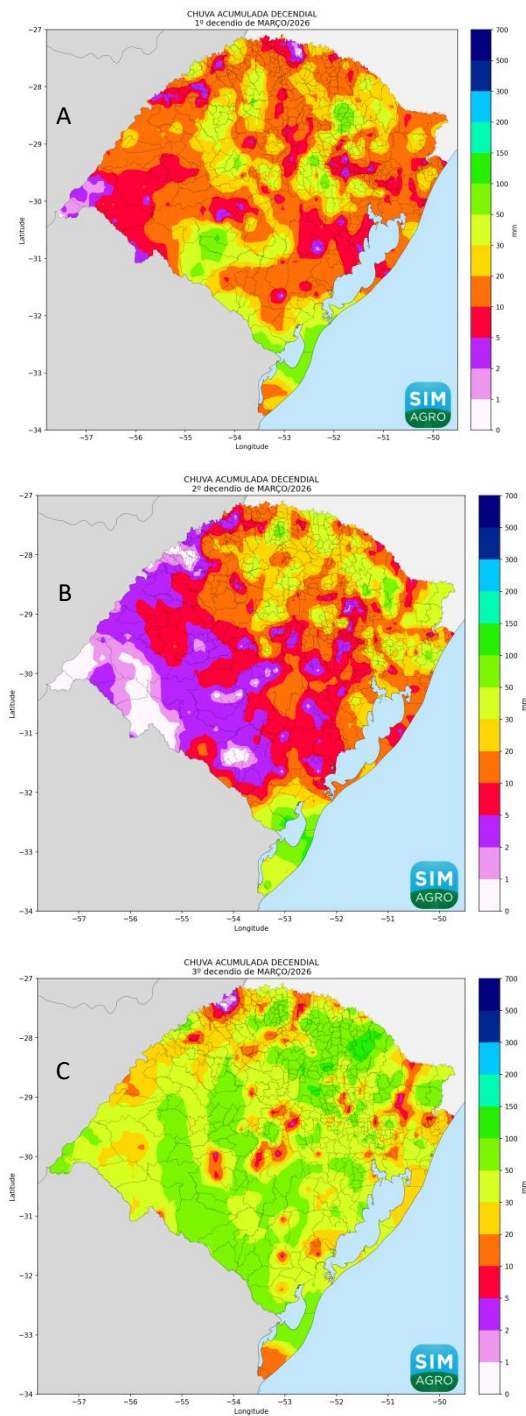 CHUVA ACUMULADA DECENDIAL
1º decendio de MARÇO/2026
A
-27
-28
-29
-30
-31
-32
-33
-34
Latitude
-57 -56 -55 -54 -53 -52 -51 -50
Longitude
700
500
300
200
150
100
50
30
20
10
5
2
1
0
mm
SIM
AGRO
CHUVA ACUMULADA DECENDIAL
2º decendio de MARÇO/2026
B
-27
-28
-29
-30
-31
-32
-33
-34
Latitude
-57 -56 -55 -54 -53 -52 -51 -50
Longitude
700
500
300
200
150
100
50
30
20
10
5
2
1
0
mm
SIM
AGRO
CHUVA ACUMULADA DECENDIAL
3º decendio de MARÇO/2026
C
-27
-28
-29
-30
-31
-32
-33
-34
Latitude
-57 -56 -55 -54 -53 -52 -51 -50
Longitude
700
500
300
200
150
100
50
30
20
10
5
2
1
0
mm
SIM
AGRO